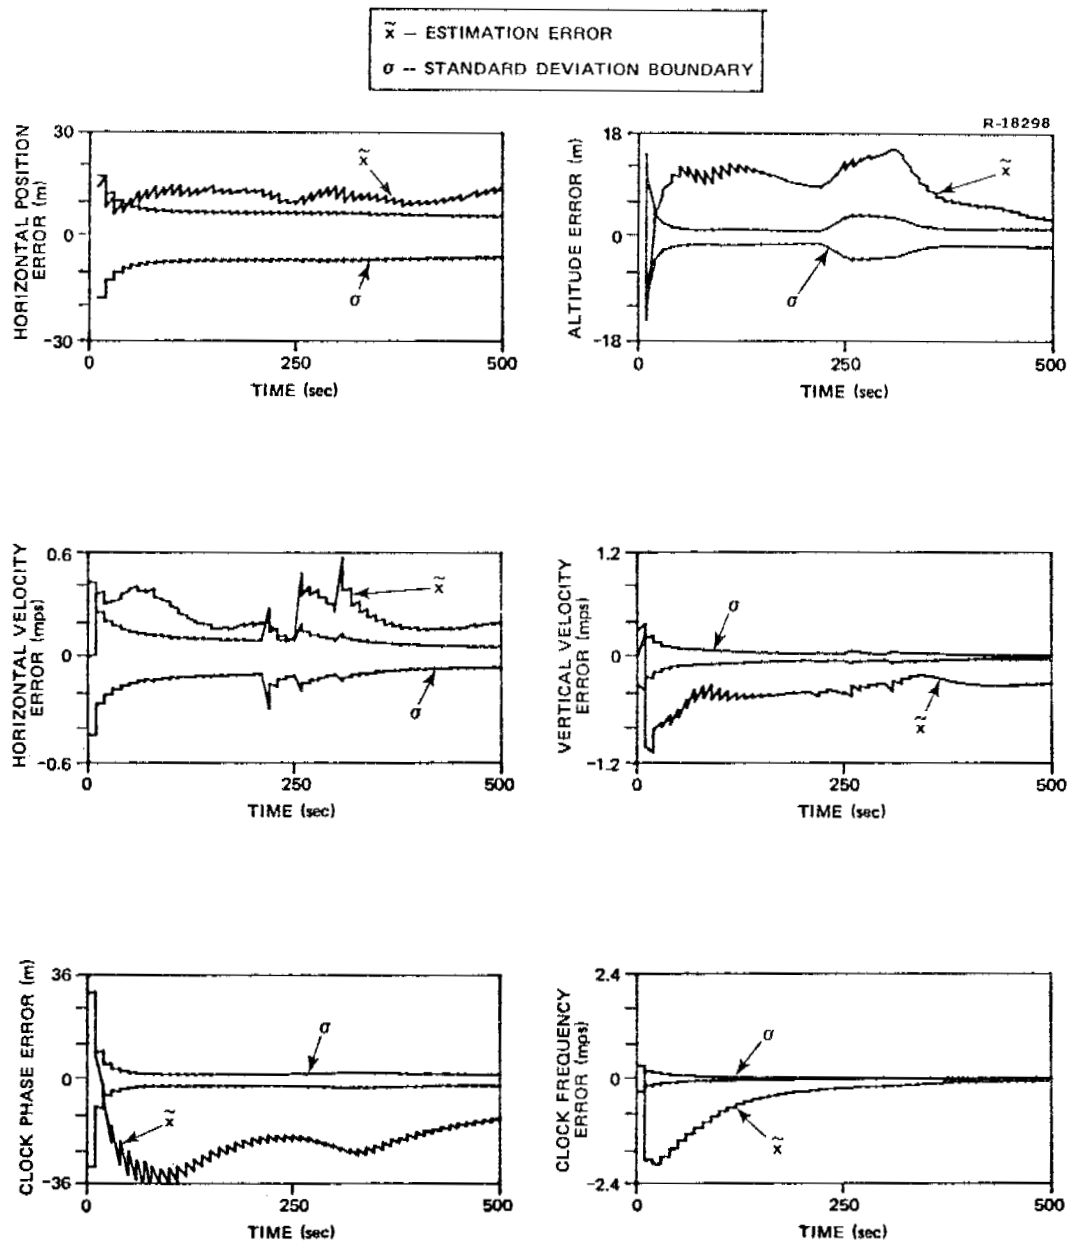 x̃ – ESTIMATION ERROR
σ -- STANDARD DEVIATION BOUNDARY
R-18298
HORIZONTAL POSITION
ERROR (m)
30
0
-30
x̃
σ
0
250
500
TIME (sec)
ALTITUDE ERROR (m)
18
0
-18
x̃
σ
0
250
500
TIME (sec)
HORIZONTAL VELOCITY
ERROR (mps)
0.6
0
-0.6
x̃
σ
0
250
500
TIME (sec)
VERTICAL VELOCITY
ERROR (mps)
1.2
0
-1.2
σ
x̃
0
250
500
TIME (sec)
CLOCK PHASE ERROR (m)
36
0
-36
σ
x̃
0
250
500
TIME (sec)
CLOCK FREQUENCY
ERROR (mps)
2.4
0
-2.4
σ
x̃
0
250
500
TIME (sec)